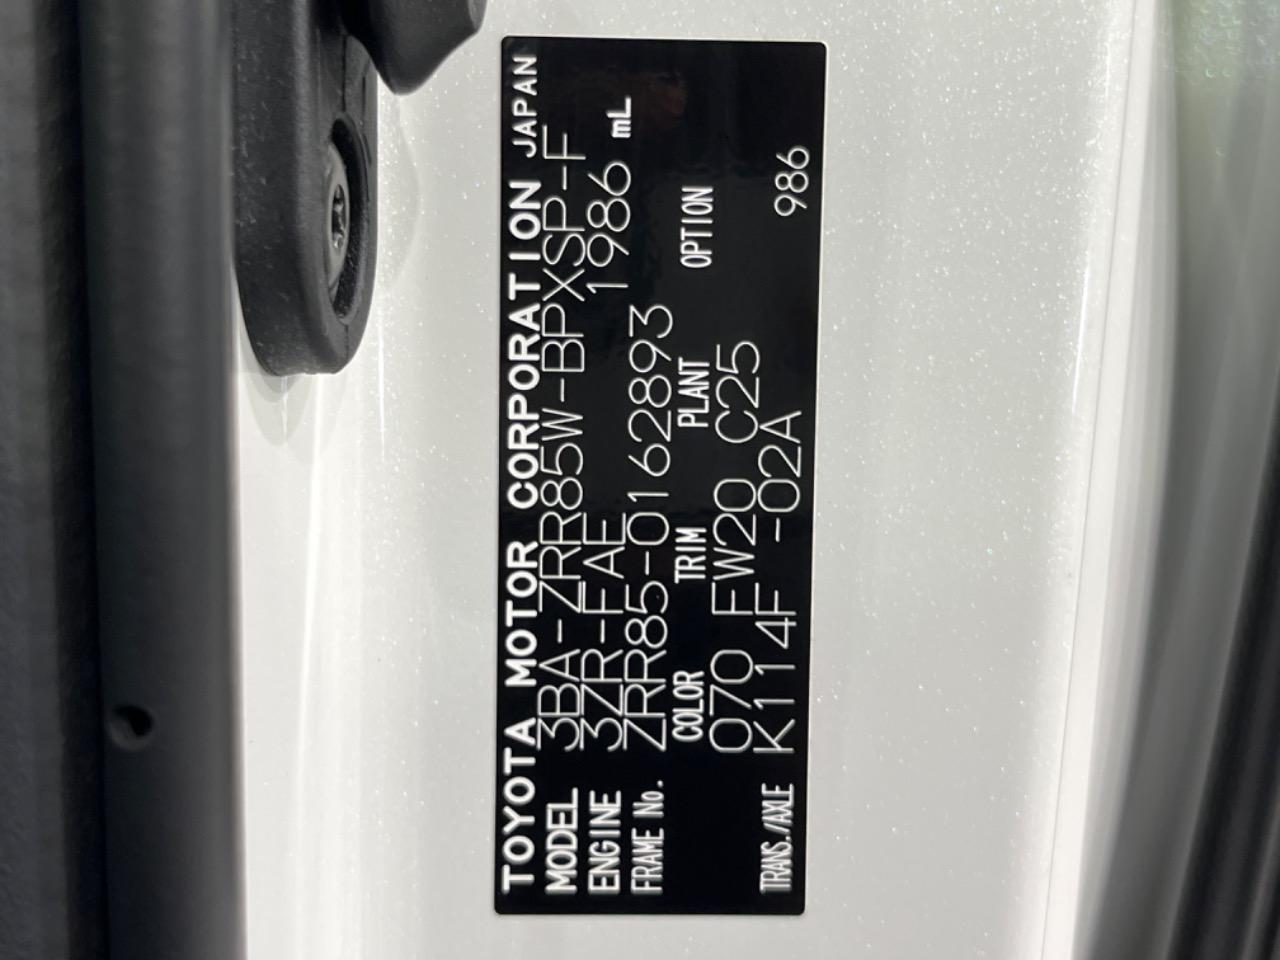 TOYOTA MOTOR CORPORATION JAPAN
MODEL 3BA-ZRR85W-BPXSP-F
ENGINE 3ZR-FAE 1986 mL
FRAME No. ZRR85-0162893
COLOR TRIM PLANT OPTION
070 FW20 C25
TRANS./AXLE K114F -02A 986